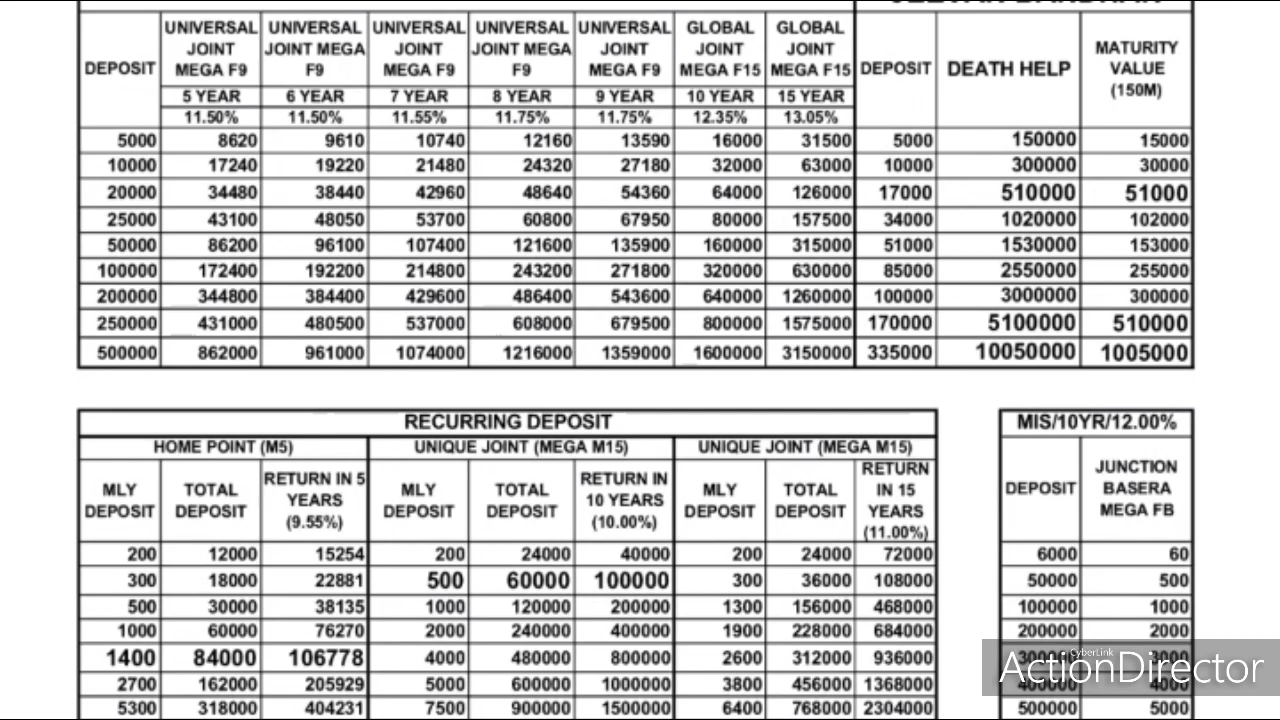 UNIVERSAL UNIVERSAL UNIVERSAL UNIVERSAL UNIVERSAL GLOBAL GLOBAL
JOINT JOINT MEGA JOINT JOINT MEGA JOINT JOINT JOINT MATURITY
DEPOSIT MEGA F9 F9 MEGA F9 F9 MEGA F9 MEGA F15 MEGA F15 DEPOSIT DEATH HELP VALUE
5 YEAR 6 YEAR 7 YEAR 8 YEAR 9 YEAR 10 YEAR 15 YEAR (150M)
11.50% 11.50% 11.55% 11.75% 11.75% 12.35% 13.05%
5000 8620 9610 10740 12160 13590 16000 31500 5000 150000 15000
10000 17240 19220 21480 24320 27180 32000 63000 10000 300000 30000
20000 34480 38440 42960 48640 54360 64000 126000 17000 510000 51000
25000 43100 48050 53700 60800 67950 80000 157500 34000 1020000 102000
50000 86200 96100 107400 121600 135900 160000 315000 51000 1530000 153000
100000 172400 192200 214800 243200 271800 320000 630000 85000 2550000 255000
200000 344800 384400 429600 486400 543600 640000 1260000 100000 3000000 300000
250000 431000 480500 537000 608000 679500 800000 1575000 170000 5100000 510000
500000 862000 961000 1074000 1216000 1359000 1600000 3150000 335000 10050000 1005000
RECURRING DEPOSIT MIS/10YR/12.00%
HOME POINT (M5) UNIQUE JOINT (MEGA M15) UNIQUE JOINT (MEGA M15)
RETURN IN 5 RETURN IN RETURN JUNCTION
MLY TOTAL YEARS MLY TOTAL 10 YEARS MLY TOTAL IN 15 DEPOSIT BASERA
DEPOSIT DEPOSIT (9.55%) DEPOSIT DEPOSIT (10.00%) DEPOSIT DEPOSIT YEARS MEGA FB
(11.00%)
200 12000 15254 200 24000 40000 200 24000 72000 6000 60
300 18000 22881 500 60000 100000 300 36000 108000 50000 500
500 30000 38135 1000 120000 200000 1300 156000 468000 100000 1000
1000 60000 76270 2000 240000 400000 1900 228000 684000 200000 2000
1400 84000 106778 4000 480000 800000 2600 312000 936000 300000 3000
CyberLink
ActionDirector
2700 162000 205929 5000 600000 1000000 3800 456000 1368000 400000 4000
5300 318000 404231 7500 900000 1500000 6400 768000 2304000 500000 5000